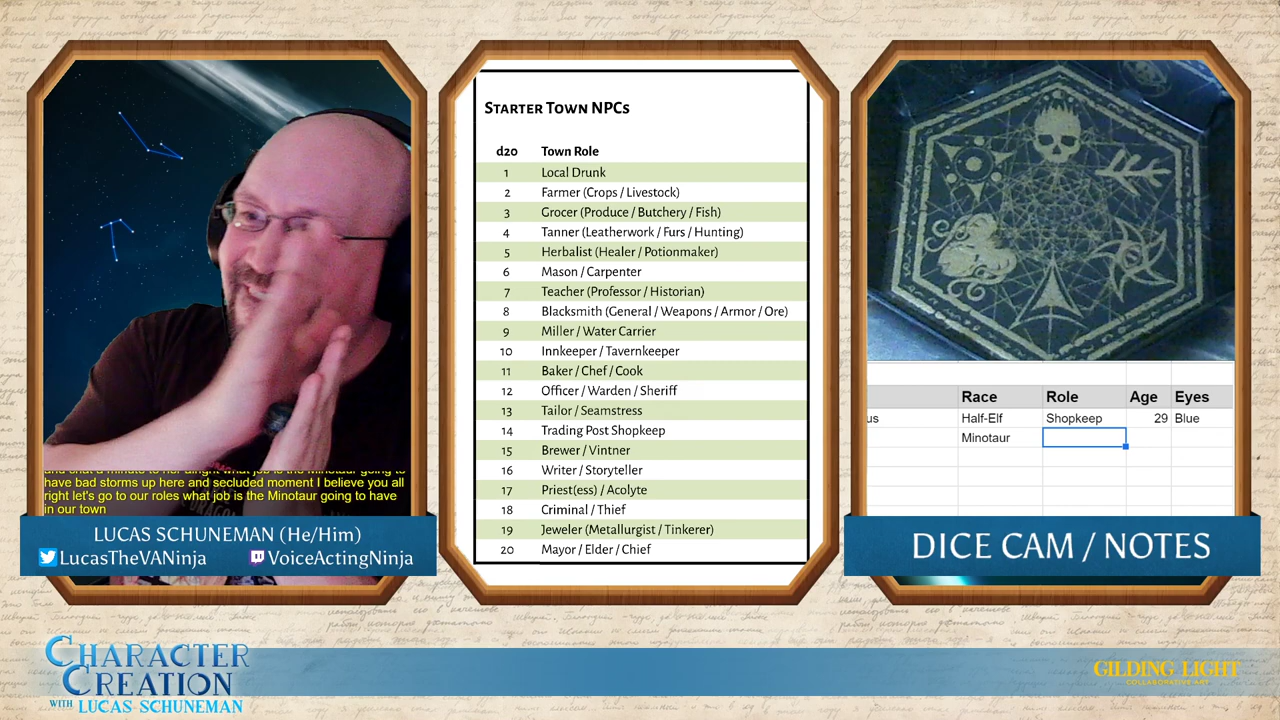 have bad storms up here and secluded moment I believe you all
right let's go to our roles what job is the Minotaur going to have
in our town
LUCAS SCHUNEMAN (He/Him)
LucasTheVANinja VoiceActingNinja
STARTER TOWN NPCS
d20 Town Role
1 Local Drunk
2 Farmer (Crops / Livestock)
3 Grocer (Produce / Butchery / Fish)
4 Tanner (Leatherwork / Furs / Hunting)
5 Herbalist (Healer / Potionmaker)
6 Mason / Carpenter
7 Teacher (Professor / Historian)
8 Blacksmith (General / Weapons / Armor / Ore)
9 Miller / Water Carrier
10 Innkeeper / Tavernkeeper
11 Baker / Chef / Cook
12 Officer / Warden / Sheriff
13 Tailor / Seamstress
14 Trading Post Shopkeep
15 Brewer / Vintner
16 Writer / Storyteller
17 Priest(ess) / Acolyte
18 Criminal / Thief
19 Jeweler (Metallurgist / Tinkerer)
20 Mayor / Elder / Chief
Race Role Age Eyes
us Half-Elf Shopkeep 29 Blue
Minotaur
DICE CAM / NOTES
CHARACTER
CREATION
WITH LUCAS SCHUNEMAN
GILDING LIGHT
COLLABORATIVE ART